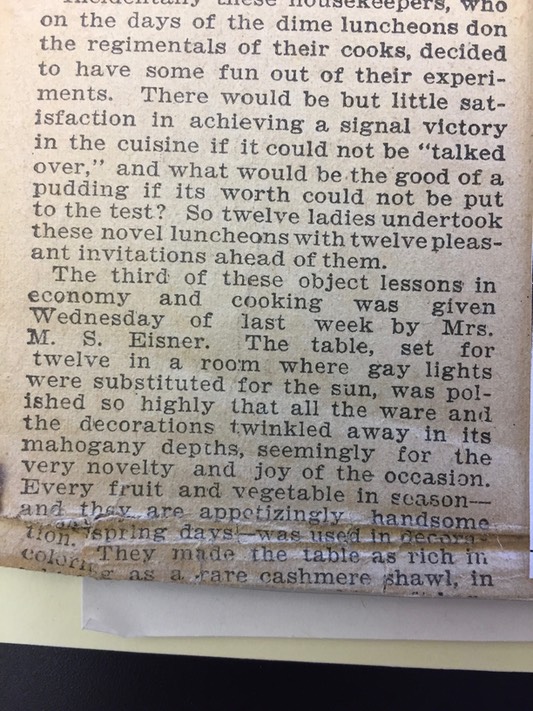 Incidentally these housekeepers, who
on the days of the dime luncheons don
the regimentals of their cooks, decided
to have some fun out of their experi-
ments. There would be but little sat-
isfaction in achieving a signal victory
in the cuisine if it could not be “talked
over,” and what would be the good of a
pudding if its worth could not be put
to the test? So twelve ladies undertook
these novel luncheons with twelve pleas-
ant invitations ahead of them.
The third of these object lessons in
economy and cooking was given
Wednesday of last week by Mrs.
M. S. Eisner. The table, set for
twelve in a room where gay lights
were substituted for the sun, was pol-
ished so highly that all the ware and
the decorations twinkled away in its
mahogany depths, seemingly for the
very novelty and joy of the occasion.
Every fruit and vegetable in season—
and they are appetizingly handsome
spring days—was used in decora-
tion. They made the table as rich in
coloring as a rare cashmere shawl, in